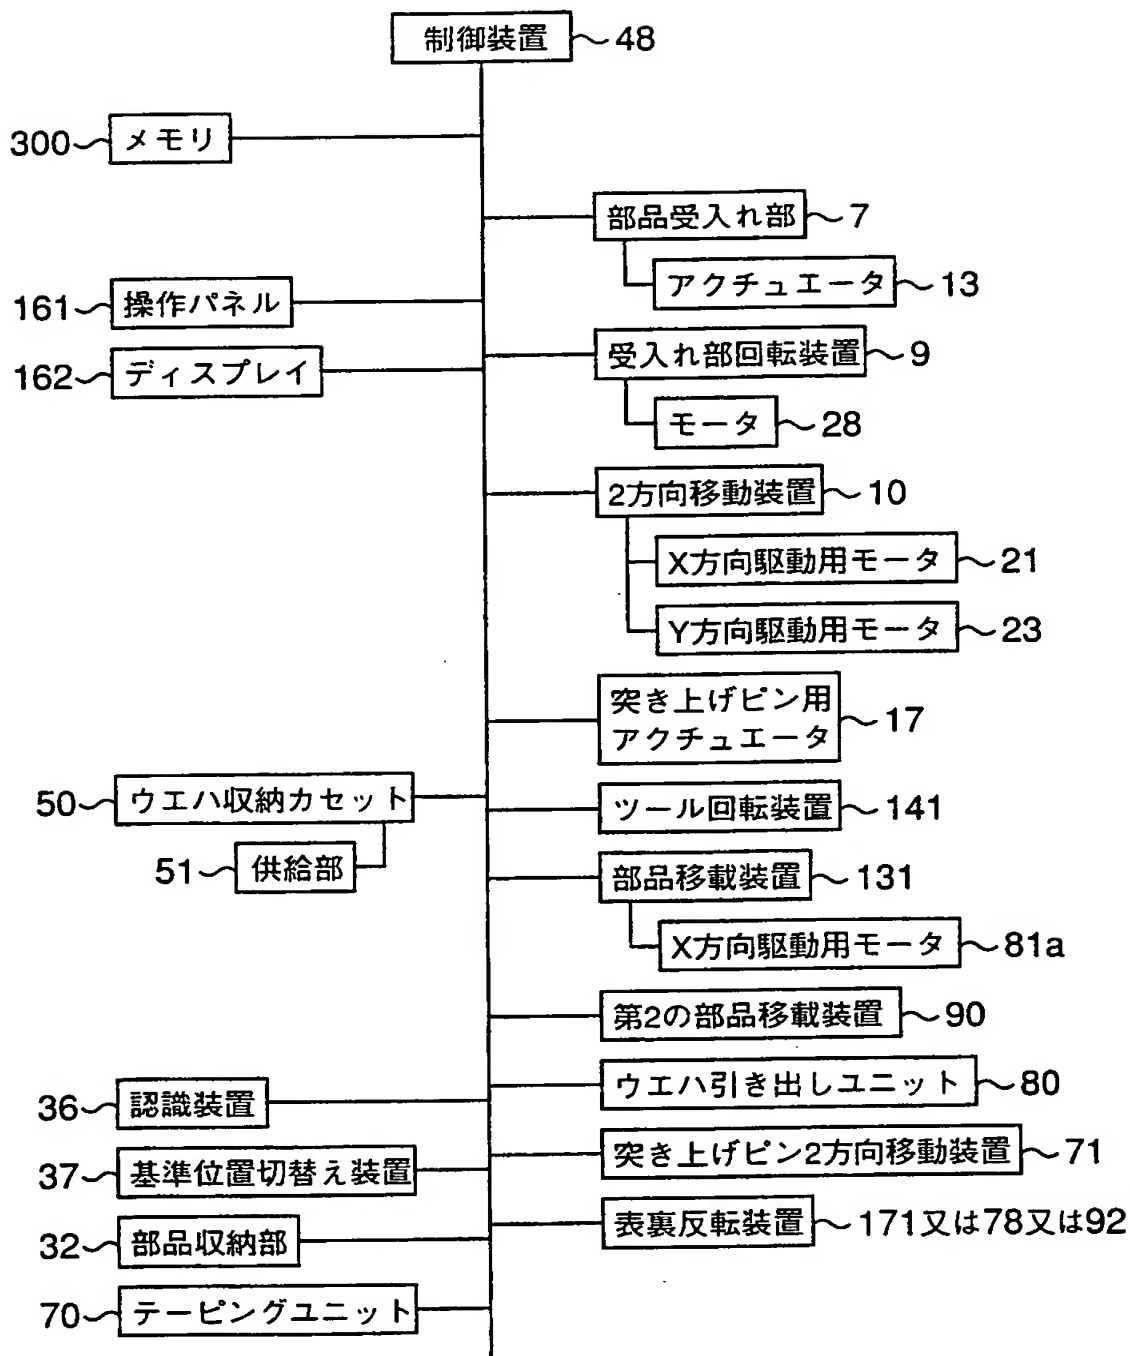 制御装置 48
300 メモリ
部品受入れ部 7
アクチュエータ 13
161 操作パネル
受入れ部回転装置 9
162 ディスプレイ
モータ 28
2方向移動装置 10
X方向駆動用モータ 21
Y方向駆動用モータ 23
突き上げピン用
アクチュエータ 17
50 ウエハ収納カセット
ツール回転装置 141
51 供給部
部品移載装置 131
X方向駆動用モータ 81a
第2の部品移載装置 90
ウエハ引き出しユニット 80
36 認識装置
突き上げピン2方向移動装置 71
37 基準位置切替え装置
表裏反転装置 171又は78又は92
32 部品収納部
70 テーピングユニット